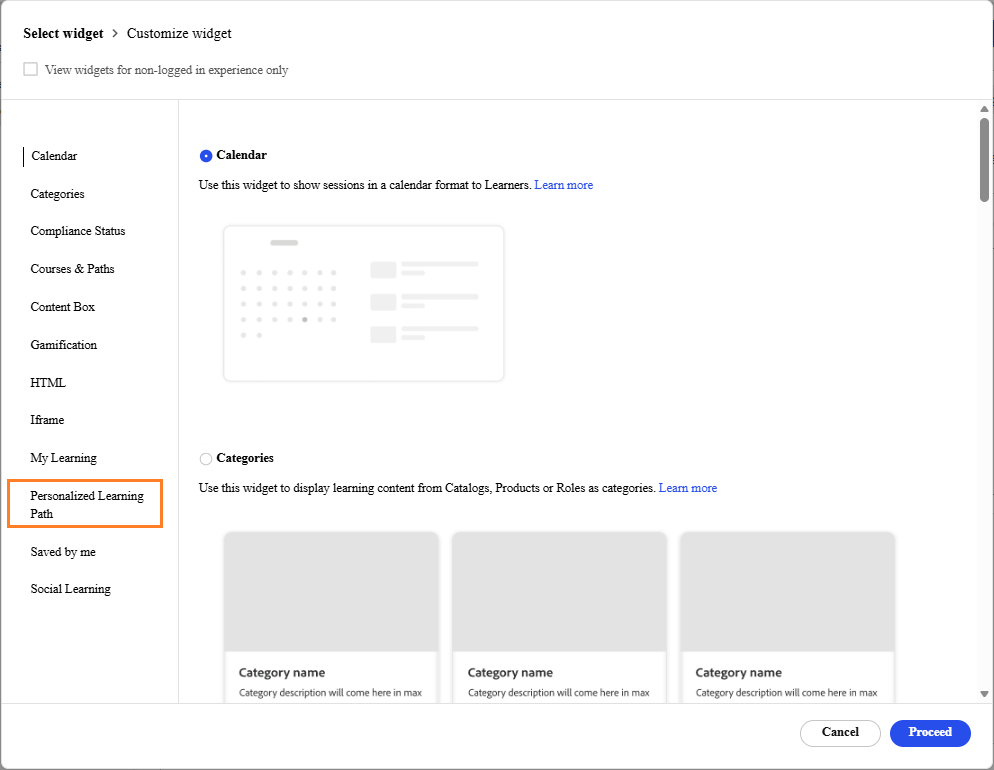 Select widget > Customize widget
View widgets for non-logged in experience only
Calendar
Categories
Compliance Status
Courses & Paths
Content Box
Gamification
HTML
Iframe
My Learning
Personalized Learning
Path
Saved by me
Social Learning
Calendar
Use this widget to show sessions in a calendar format to Learners. Learn more
Categories
Use this widget to display learning content from Catalogs, Products or Roles as categories. Learn more
Category name
Category description will come here in max
Category name
Category description will come here in max
Category name
Category description will come here in max
Cancel
Proceed